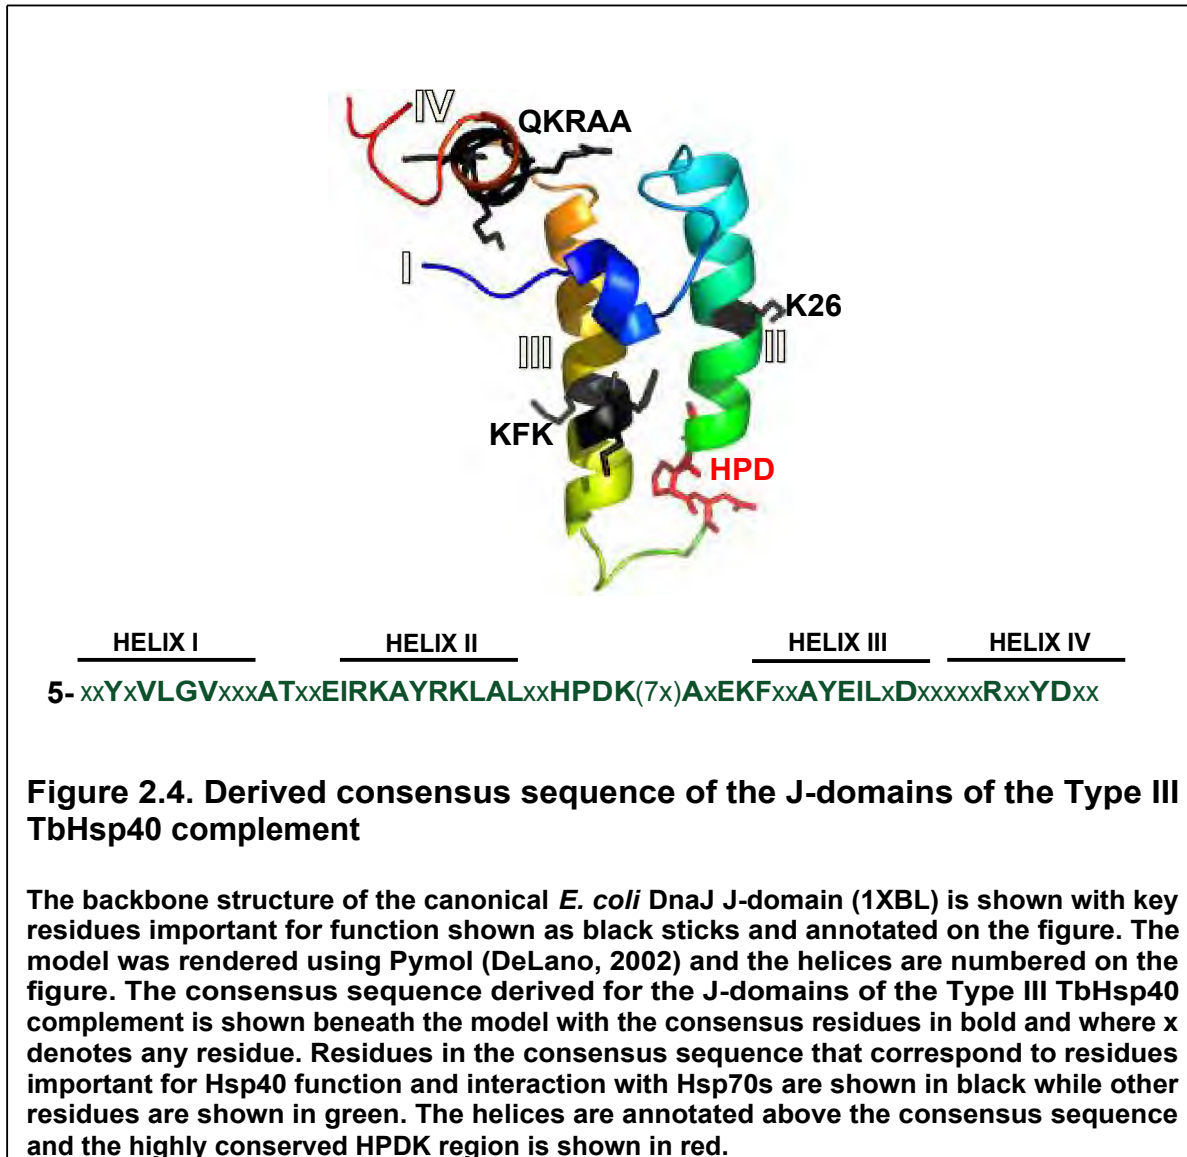 IV
QKRAA
I
K26
III
II
KFK
HPD
HELIX I HELIX II HELIX III HELIX IV
5- xxYxVLGVxxxATxxEIRKAYRKLALxxHPDK(7x)AxEKFxxAYEILxDxxxxxRxxYDxx
Figure 2.4. Derived consensus sequence of the J-domains of the Type III
TbHsp40 complement
The backbone structure of the canonical E. coli DnaJ J-domain (1XBL) is shown with key
residues important for function shown as black sticks and annotated on the figure. The
model was rendered using Pymol (DeLano, 2002) and the helices are numbered on the
figure. The consensus sequence derived for the J-domains of the Type III TbHsp40
complement is shown beneath the model with the consensus residues in bold and where x
denotes any residue. Residues in the consensus sequence that correspond to residues
important for Hsp40 function and interaction with Hsp70s are shown in black while other
residues are shown in green. The helices are annotated above the consensus sequence
and the highly conserved HPDK region is shown in red.